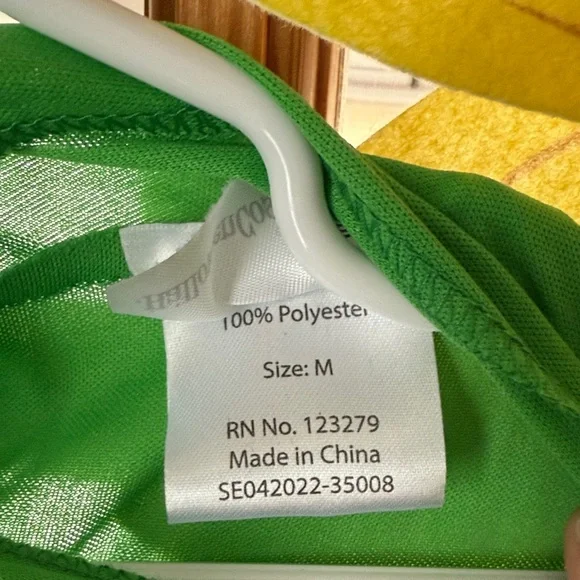 100% Polyester
Size: M
RN No. 123279
Made in China
SE042022-35008